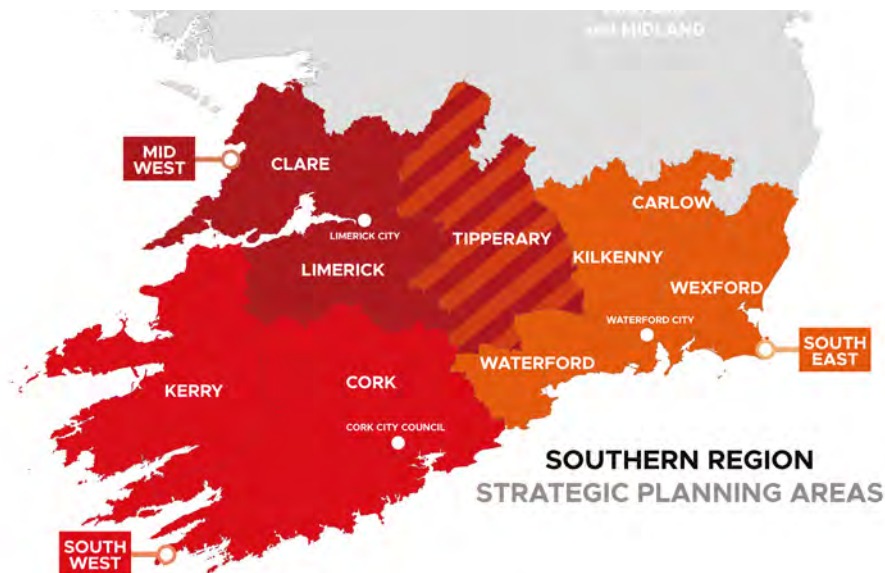 and MIDLAND
MID
WEST
CLARE
CARLOW
LIMERICK CITY
TIPPERARY
KILKENNY
LIMERICK
WEXFORD
WATERFORD CITY
SOUTH
EAST
WATERFORD
KERRY
CORK
CORK CITY COUNCIL
SOUTHERN REGION
STRATEGIC PLANNING AREAS
SOUTH
WEST